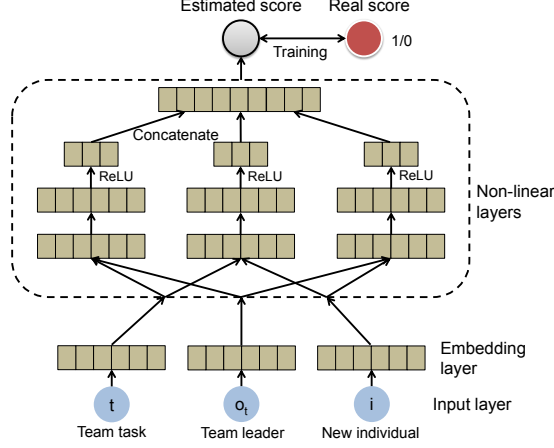 Estimated score
Real score
Training
1/0
Concatenate
ReLU
ReLU
ReLU
Non-linear
layers
Embedding
layer
t
oₜ
i
Input layer
Team task
Team leader
New individual